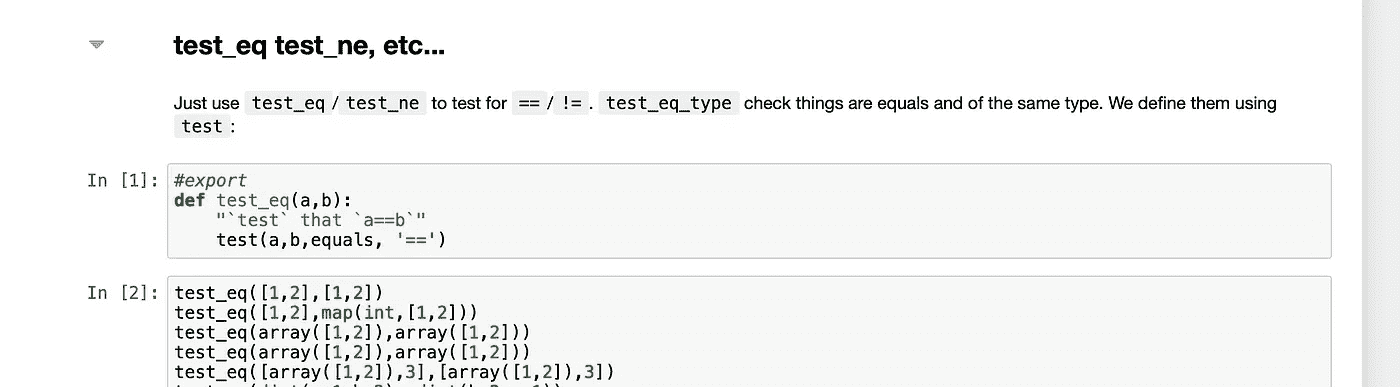 test_eq test_ne, etc...
Just use test_eq / test_ne to test for == / != . test_eq_type check things are equals and of the same type. We define them using
test :
In [1]: #export
def test_eq(a,b):
"`test` that `a==b`"
test(a,b,equals, '==')
In [2]: test_eq([1,2],[1,2])
test_eq([1,2],map(int,[1,2]))
test_eq(array([1,2]),array([1,2]))
test_eq(array([1,2]),array([1,2]))
test_eq([array([1,2]),3],[array([1,2]),3])